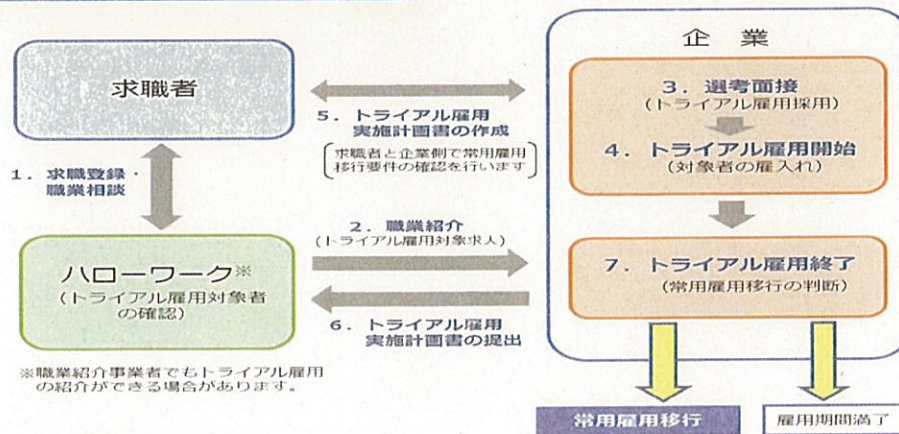 求職者
1. 求職登録・
職業相談
ハローワーク※
(トライアル雇用対象者
の確認)
※職業紹介事業者でもトライアル雇用
の紹介ができる場合があります。
5. トライアル雇用
実施計画書の作成
求職者と企業側で常用雇用
移行要件の確認を行います
2. 職業紹介
(トライアル雇用対象求人)
6. トライアル雇用
実施計画書の提出
企 業
3. 選考面接
(トライアル雇用採用)
4. トライアル雇用開始
(対象者の雇入れ)
7. トライアル雇用終了
(常用雇用移行の判断)
常用雇用移行
雇用期間満了